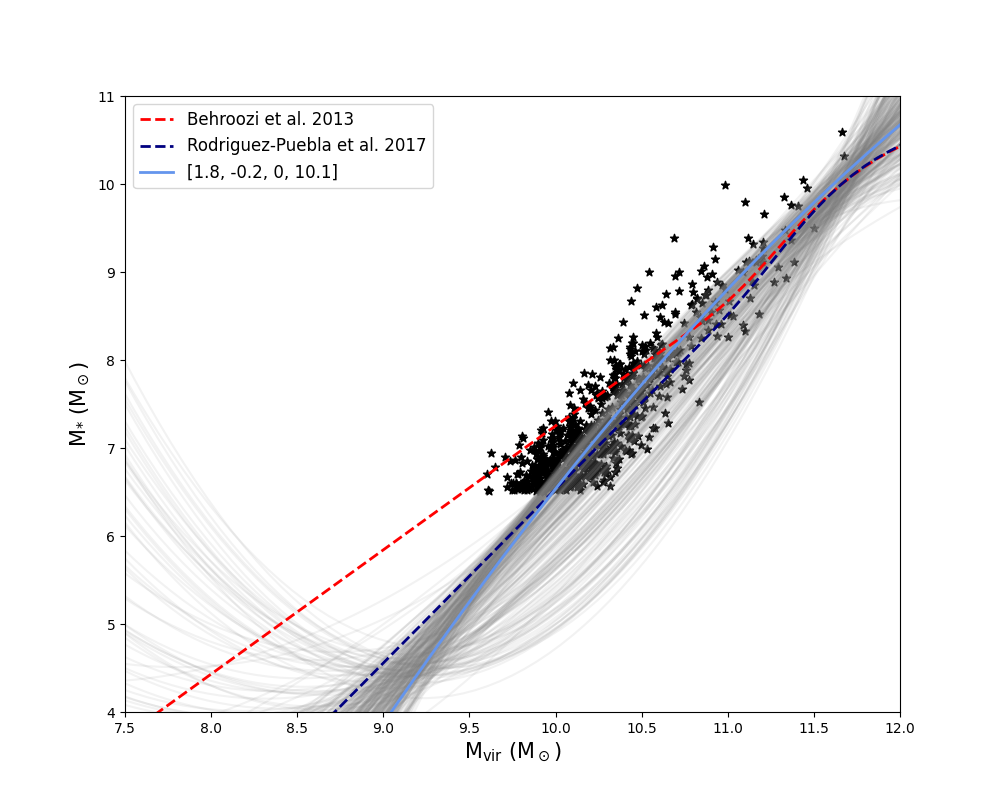 11
10
9
8
7
6
5
4
M* (M⊙)
Behroozi et al. 2013
Rodriguez-Puebla et al. 2017
[1.8, -0.2, 0, 10.1]
7.5 8.0 8.5 9.0 9.5 10.0 10.5 11.0 11.5 12.0
Mvir (M⊙)